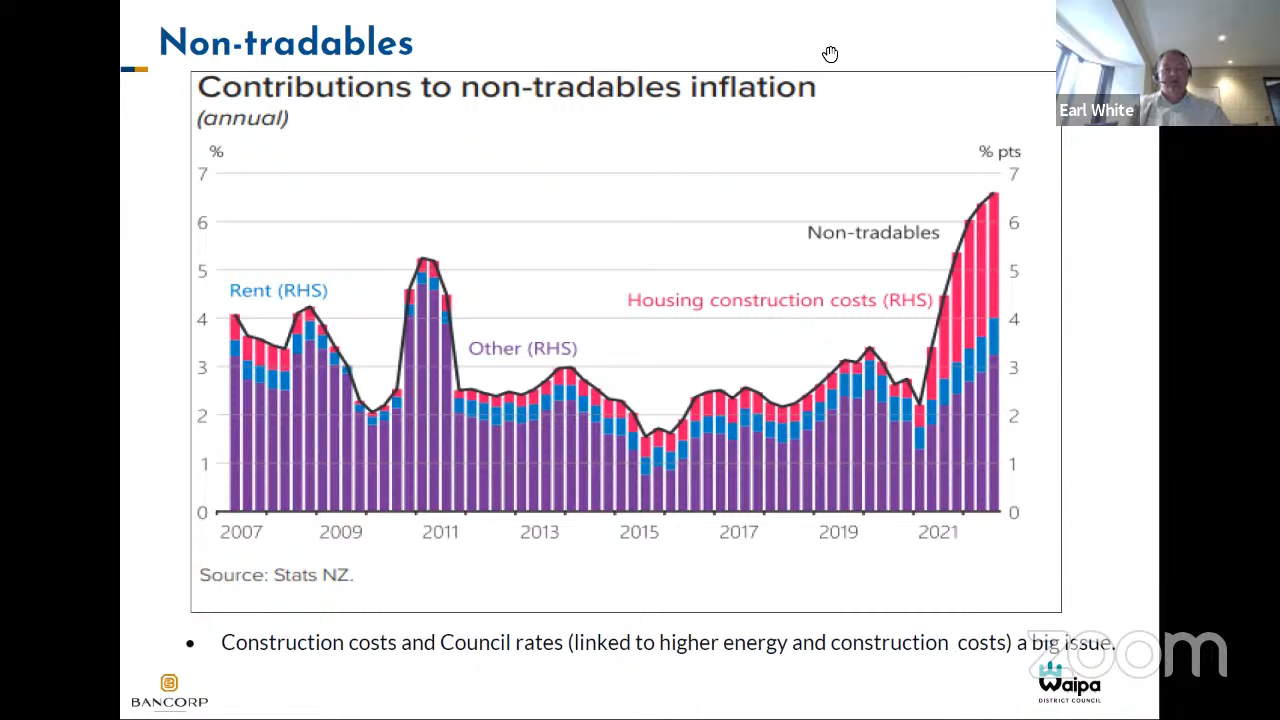 Non-tradables
Earl White
Contributions to non-tradables inflation
(annual)
% % pts
7 7
6 6
Non-tradables
5 5
Rent (RHS)
Housing construction costs (RHS)
4 4
Other (RHS)
3 3
2 2
1 1
0 0
2007 2009 2011 2013 2015 2017 2019 2021
Source: Stats NZ.
• Construction costs and Council rates (linked to higher energy and construction costs) a big issue.
zoom
BANCORP
Waipa
DISTRICT COUNCIL